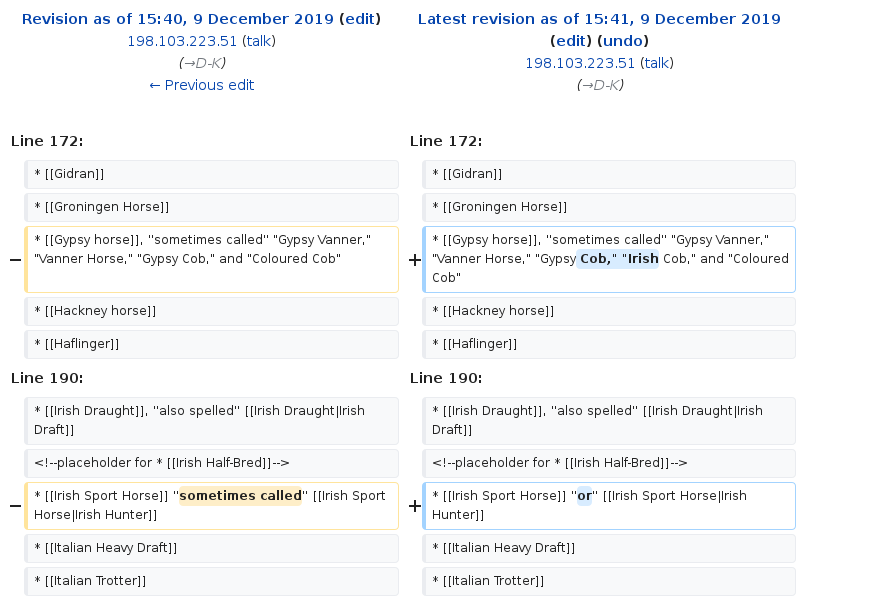 Revision as of 15:40, 9 December 2019 (edit)
198.103.223.51 (talk)
(→D-K)
← Previous edit
Latest revision as of 15:41, 9 December 2019
(edit) (undo)
198.103.223.51 (talk)
(→D-K)
Line 172:
Line 172:
* [[Gidran]]
* [[Gidran]]
* [[Groningen Horse]]
* [[Groningen Horse]]
− * [[Gypsy horse]], ''sometimes called'' "Gypsy Vanner,"
"Vanner Horse," "Gypsy Cob," and "Coloured Cob"
+ * [[Gypsy horse]], ''sometimes called'' "Gypsy Vanner,"
"Vanner Horse," "Gypsy Cob," "Irish Cob," and "Coloured
Cob"
* [[Hackney horse]]
* [[Hackney horse]]
* [[Haflinger]]
* [[Haflinger]]
Line 190:
Line 190:
* [[Irish Draught]], ''also spelled'' [[Irish Draught|Irish
Draft]]
* [[Irish Draught]], ''also spelled'' [[Irish Draught|Irish
Draft]]
<!--placeholder for * [[Irish Half-Bred]]-->
<!--placeholder for * [[Irish Half-Bred]]-->
− * [[Irish Sport Horse]] ''sometimes called'' [[Irish Sport
Horse|Irish Hunter]]
+ * [[Irish Sport Horse]] ''or'' [[Irish Sport Horse|Irish
Hunter]]
* [[Italian Heavy Draft]]
* [[Italian Heavy Draft]]
* [[Italian Trotter]]
* [[Italian Trotter]]